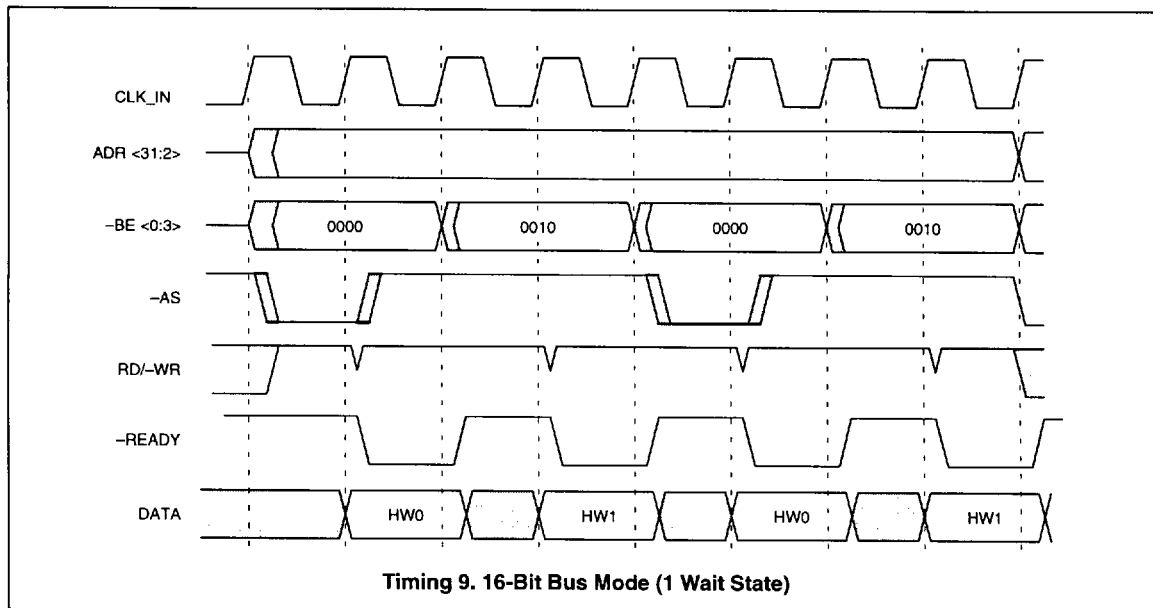 CLK_IN
ADR <31:2>
–BE <0:3> 0000 0010 0000 0010
–AS
RD/–WR
–READY
DATA HW0 HW1 HW0 HW1
Timing 9. 16-Bit Bus Mode (1 Wait State)